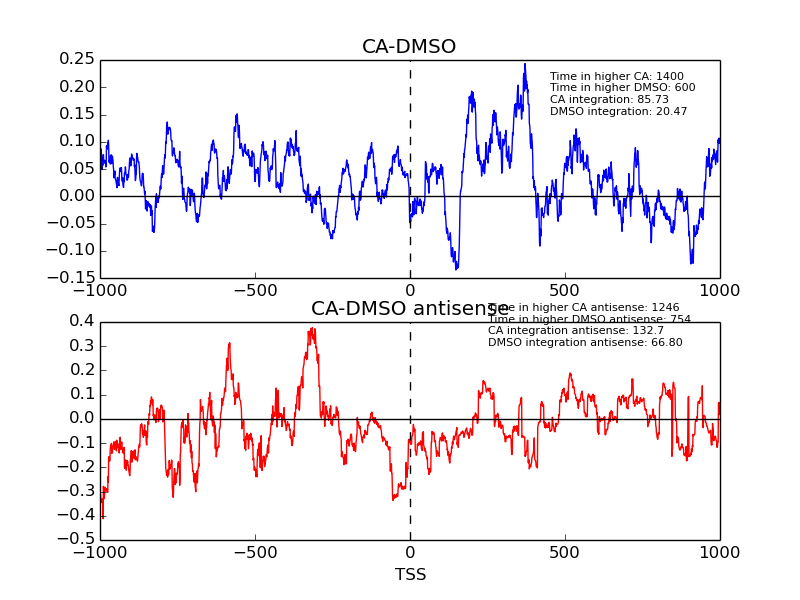 CA-DMSO
0.25
0.20
0.15
0.10
0.05
0.00
−0.05
−0.10
−0.15
Time in higher CA: 1400
Time in higher DMSO: 600
CA integration: 85.73
DMSO integration: 20.47
−1000
−500
0
500
1000
CA-DMSO antisense
Time in higher CA antisense: 1246
Time in higher DMSO antisense: 754
CA integration antisense: 132.7
DMSO integration antisense: 66.80
0.4
0.3
0.2
0.1
0.0
−0.1
−0.2
−0.3
−0.4
−0.5
−1000
−500
0
500
1000
TSS